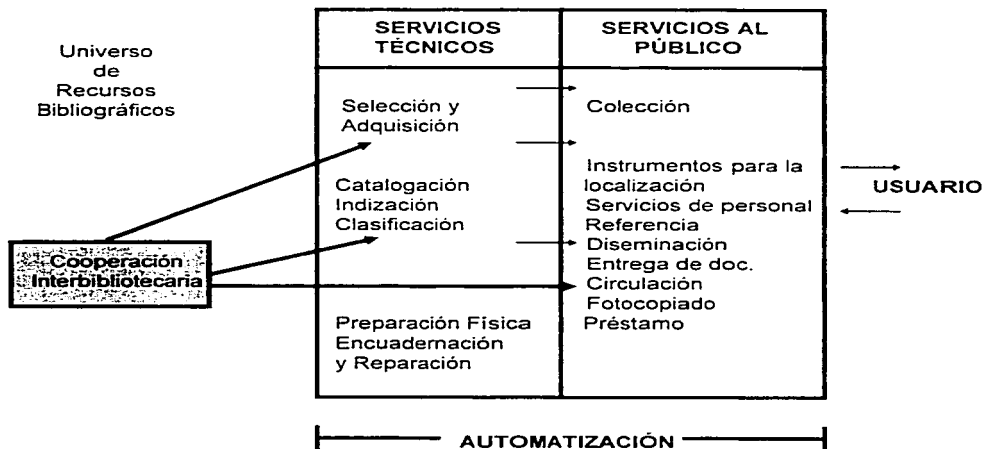 Universo
de
Recursos
Bibliográficos
Cooperación
Interbibliotecaria
SERVICIOS
TÉCNICOS
Selección y
Adquisición
Catalogación
Indización
Clasificación
Preparación Física
Encuadernación
y Reparación
SERVICIOS AL
PÚBLICO
Colección
Instrumentos para la
localización
Servicios de personal
Referencia
Diseminación
Entrega de doc.
Circulación
Fotocopiado
Préstamo
USUARIO
AUTOMATIZACIÓN